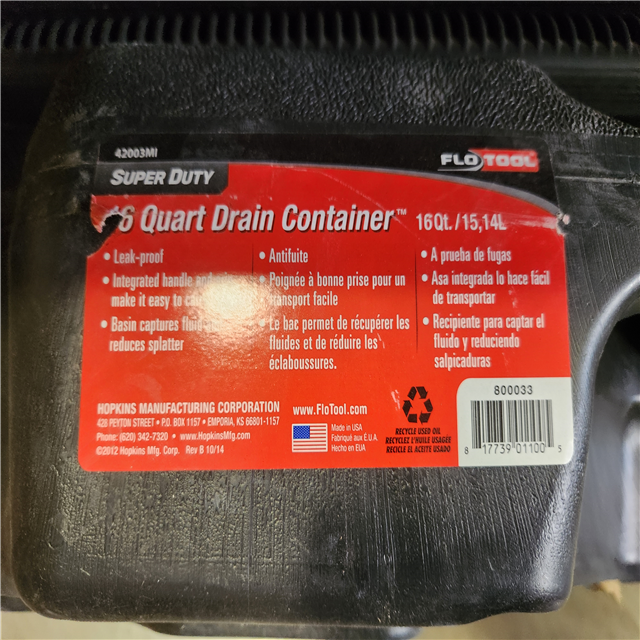 42003MI
FLOTOOL
SUPER DUTY
6 Quart Drain Container™ 16 Qt. / 15,14L
• Leak-proof
• Integrated handle
make it easy to
• Basin captures fluid
reduces splatter
• Antifuite
• Poignée à bonne prise pour un
transport facile
• Le bac permet de récupérer les
fluides et de réduire les
éclaboussures.
• A prueba de fugas
• Asa integrada lo hace fácil
de transportar
• Recipiente para captar el
fluido y reduciendo
salpicaduras
HOPKINS MANUFACTURING CORPORATION
428 PEYTON STREET • P.O. BOX 1157 • EMPORIA, KS 66801-1157
Phone: (620) 342-7320 • www.HopkinsMfg.com
©2012 Hopkins Mfg. Corp. Rev B 10/14
www.FloTool.com
Made in USA
Fabriqué aux É.U.A.
Hecho en EUA
RECYCLE USED OIL
RECYCLEZ L'HUILE USAGEE
RECICLE EL ACEITE USADO
800033
8 17739 01100 5